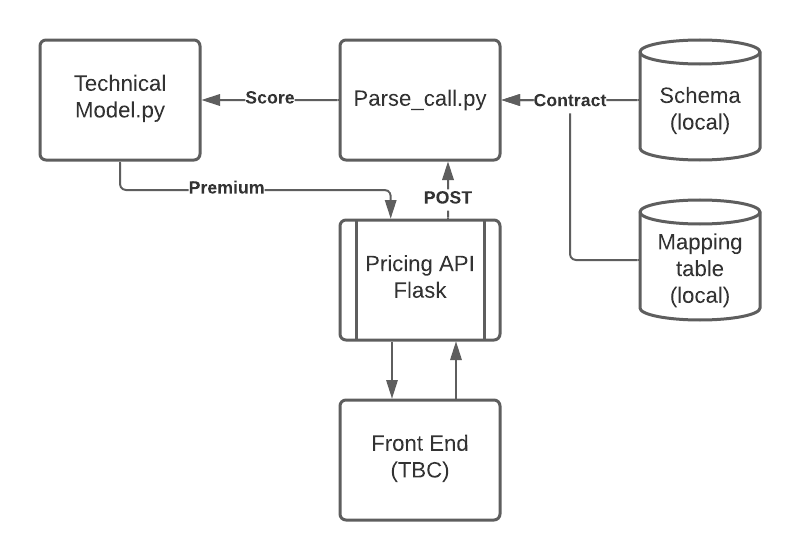 Technical
Model.py
Score
Parse_call.py
Contract
Schema
(local)
Premium
POST
Mapping
table
(local)
Pricing API
Flask
Front End
(TBC)